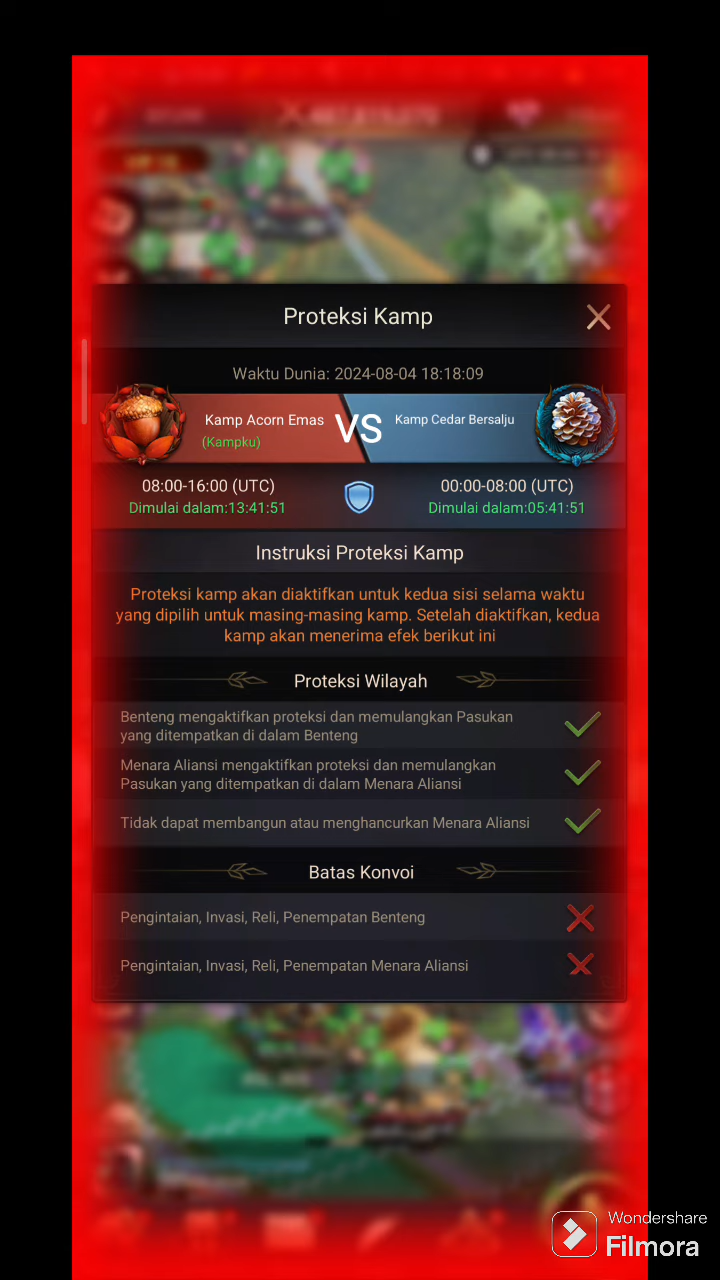 Proteksi Kamp
Waktu Dunia: 2024-08-04 18:18:09
Kamp Acorn Emas
(Kampku)
VS
Kamp Cedar Bersalju
08:00-16:00 (UTC)
Dimulai dalam:13:41:51
00:00-08:00 (UTC)
Dimulai dalam:05:41:51
Instruksi Proteksi Kamp
Proteksi kamp akan diaktifkan untuk kedua sisi selama waktu
yang dipilih untuk masing-masing kamp. Setelah diaktifkan, kedua
kamp akan menerima efek berikut ini
Proteksi Wilayah
Benteng mengaktifkan proteksi dan memulangkan Pasukan
yang ditempatkan di dalam Benteng
Menara Aliansi mengaktifkan proteksi dan memulangkan
Pasukan yang ditempatkan di dalam Menara Aliansi
Tidak dapat membangun atau menghancurkan Menara Aliansi
Batas Konvoi
Pengintaian, Invasi, Reli, Penempatan Benteng
Pengintaian, Invasi, Reli, Penempatan Menara Aliansi
Wondershare
Filmora